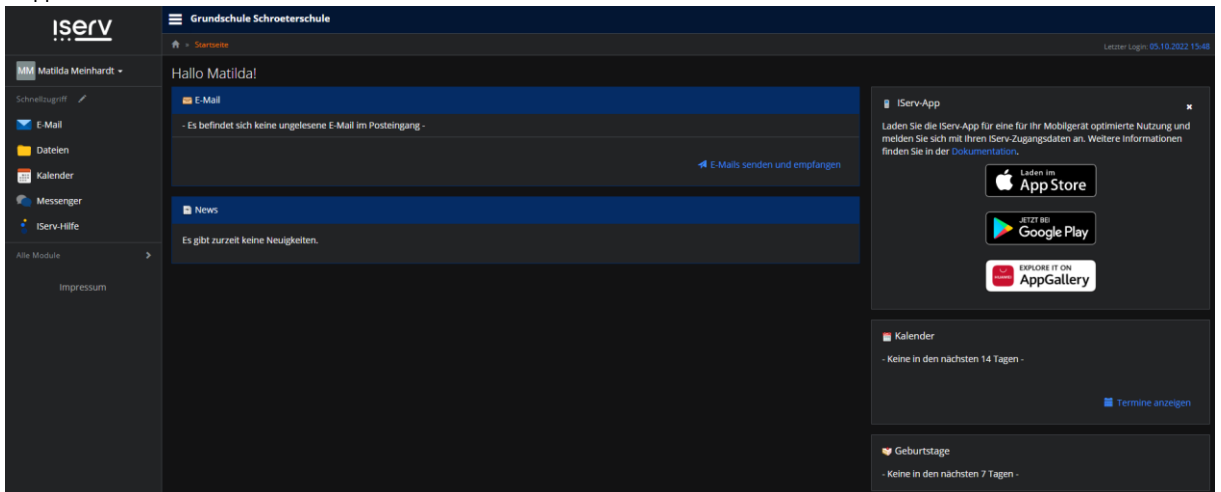 ISerV
Grundschule Schroeterschule
» Startseite
Letzter Login: 05.10.2022 15:48
MM Matilda Meinhardt
Schnellzugriff
E-Mail
Dateien
Kalender
Messenger
IServ-Hilfe
Alle Module
Impressum
Hallo Matilda!
E-Mail
- Es befindet sich keine ungelesene E-Mail im Posteingang -
E-Mails senden und empfangen
News
Es gibt zurzeit keine Neuigkeiten.
IServ-App
Laden Sie die IServ-App für eine für Ihr Mobilgerät optimierte Nutzung und
melden Sie sich mit Ihren IServ-Zugangsdaten an. Weitere Informationen
finden Sie in der Dokumentation.
Laden im
App Store
JETZT BEI
Google Play
EXPLORE IT ON
AppGallery
Kalender
- Keine in den nächsten 14 Tagen -
Termine anzeigen
Geburtstage
- Keine in den nächsten 7 Tagen -